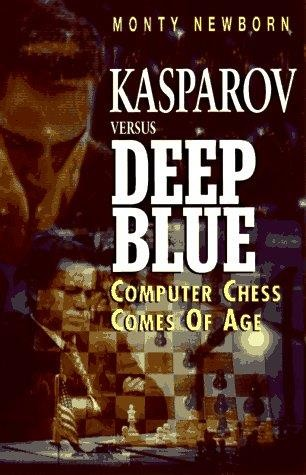 MONTY NEWBORN
KASPAROV
VERSUS
DEEP
BLUE
COMPUTER CHESS
COMES OF AGE